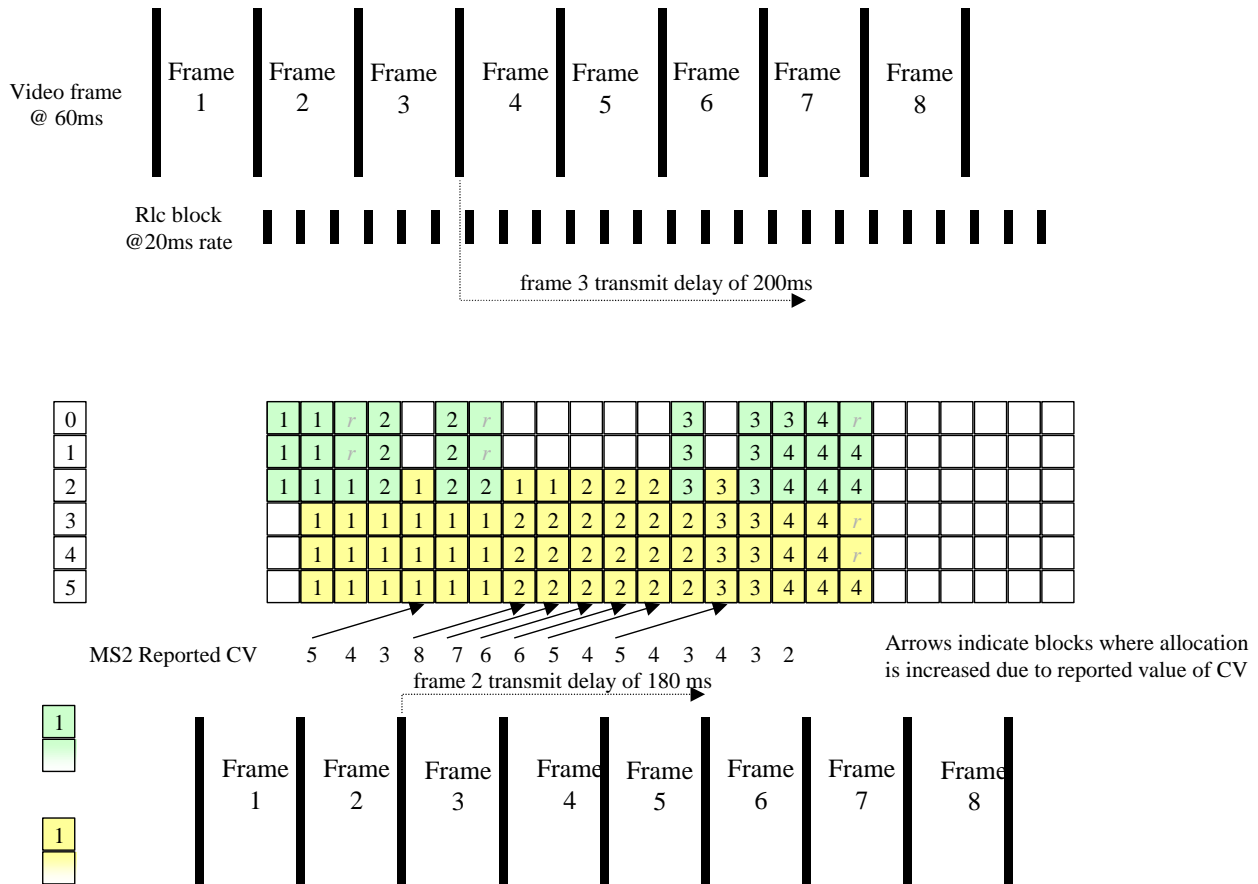 Frame 1
Frame 2
Frame 3
Frame 4
Frame 5
Frame 6
Frame 7
Frame 8
Video frame
@ 60ms
Rlc block
@20ms rate
frame 3 transmit delay of 200ms
0 1 1 r 2 2 r 3 3 3 4 r
1 1 1 r 2 2 r 3 3 4 4 4
2 1 1 1 2 1 2 2 1 1 2 2 2 3 3 3 4 4 4
3 1 1 1 1 1 1 2 2 2 2 2 2 3 3 4 4 r
4 1 1 1 1 1 1 2 2 2 2 2 2 3 3 4 4 r
5 1 1 1 1 1 1 2 2 2 2 2 2 3 3 4 4 4
MS2 Reported CV 5 4 3 8 7 6 6 5 4 5 4 3 4 3 2
Arrows indicate blocks where allocation
is increased due to reported value of CV
frame 2 transmit delay of 180 ms
1
1
Frame 1
Frame 2
Frame 3
Frame 4
Frame 5
Frame 6
Frame 7
Frame 8